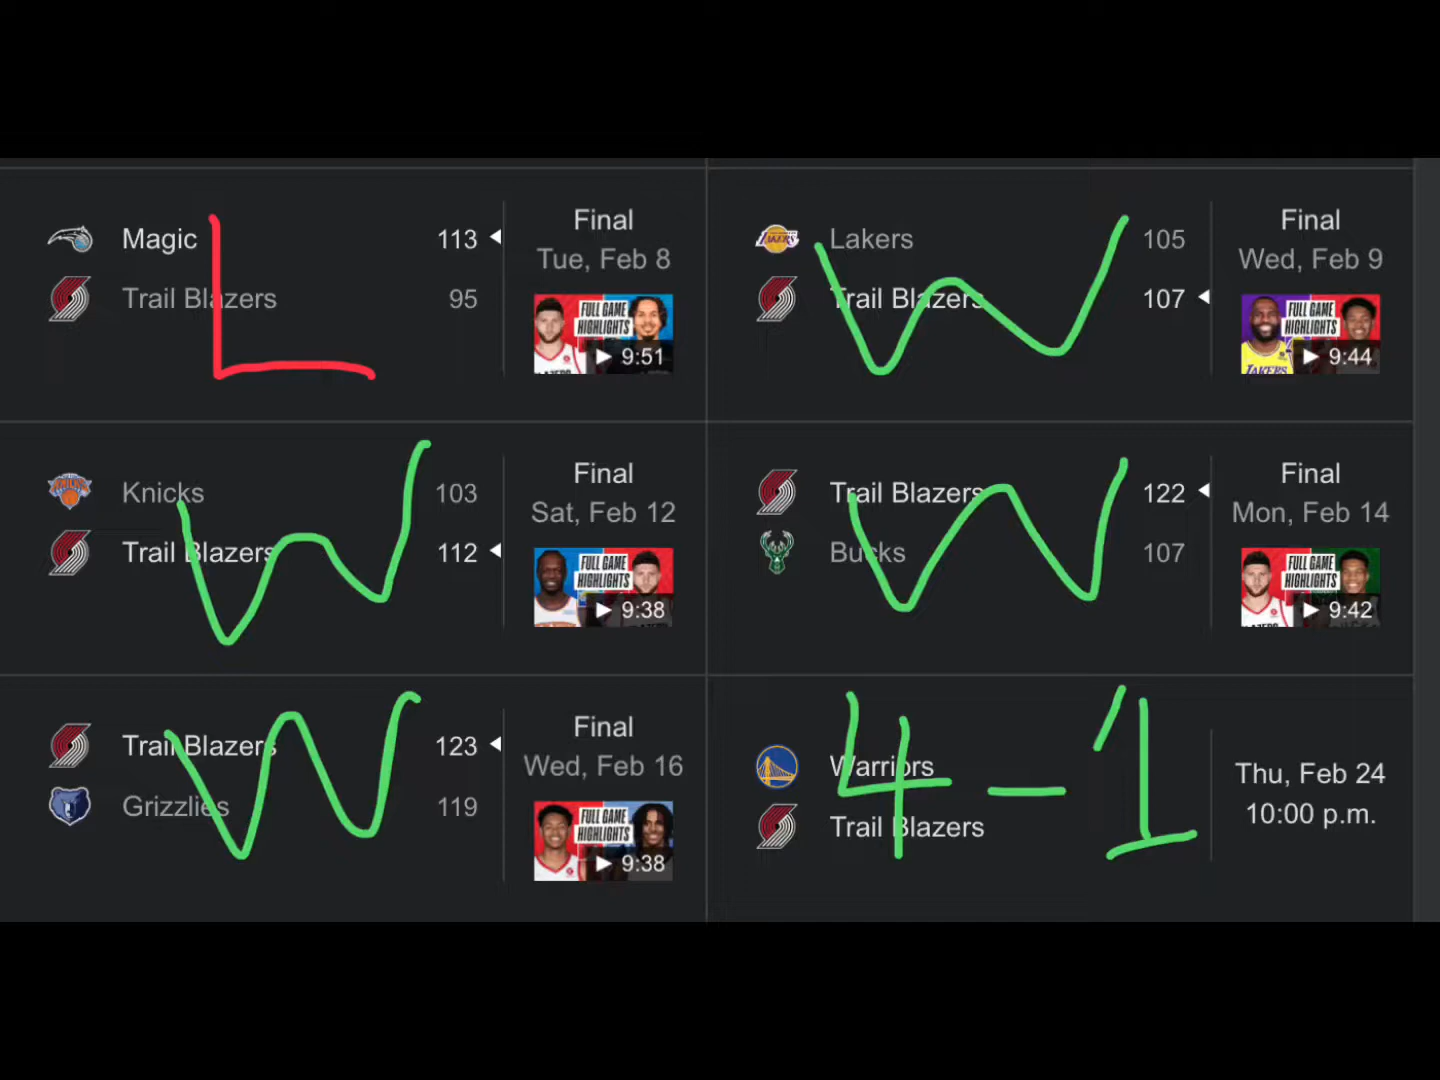 Magic 113
Trail Blazers 95
Final
Tue, Feb 8
FULL GAME
HIGHLIGHTS
9:51
L
Lakers 105
Trail Blazers 107
Final
Wed, Feb 9
FULL GAME
HIGHLIGHTS
LAKERS
9:44
W
Knicks 103
Trail Blazers 112
Final
Sat, Feb 12
FULL GAME
HIGHLIGHTS
9:38
W
Trail Blazers 122
Bucks 107
Final
Mon, Feb 14
FULL GAME
HIGHLIGHTS
9:42
W
Trail Blazers 123
Grizzlies 119
Final
Wed, Feb 16
FULL GAME
HIGHLIGHTS
9:38
W
Warriors
Trail Blazers
Thu, Feb 24
10:00 p.m.
4-1